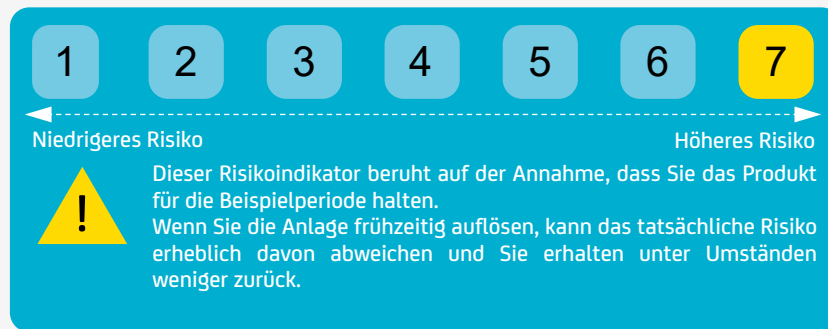 1 2 3 4 5 6 7
Niedrigeres Risiko Höheres Risiko
!
Dieser Risikoindikator beruht auf der Annahme, dass Sie das Produkt
für die Beispielperiode halten.
Wenn Sie die Anlage frühzeitig auflösen, kann das tatsächliche Risiko
erheblich davon abweichen und Sie erhalten unter Umständen
weniger zurück.